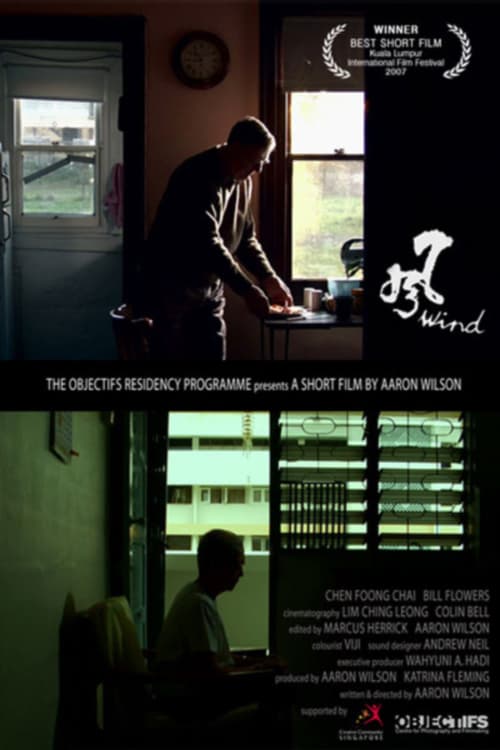 WINNER
BEST SHORT FILM
Kuala Lumpur
International Film Festival
2007
风
Wind
THE OBJECTIFS RESIDENCY PROGRAMME presents A SHORT FILM BY AARON WILSON
CHEN FOONG CHAI BILL FLOWERS
cinematography LIM CHING LEONG COLIN BELL
edited by MARCUS HERRICK AARON WILSON
colourist VUI sound designer ANDREW NEIL
executive producer WAHYUNI A. HADI
produced by AARON WILSON KATRINA FLEMING
written & directed by AARON WILSON
supported by
Creative Community
SINGAPORE
OBJECTIFS
Centre for Photography and Filmmaking